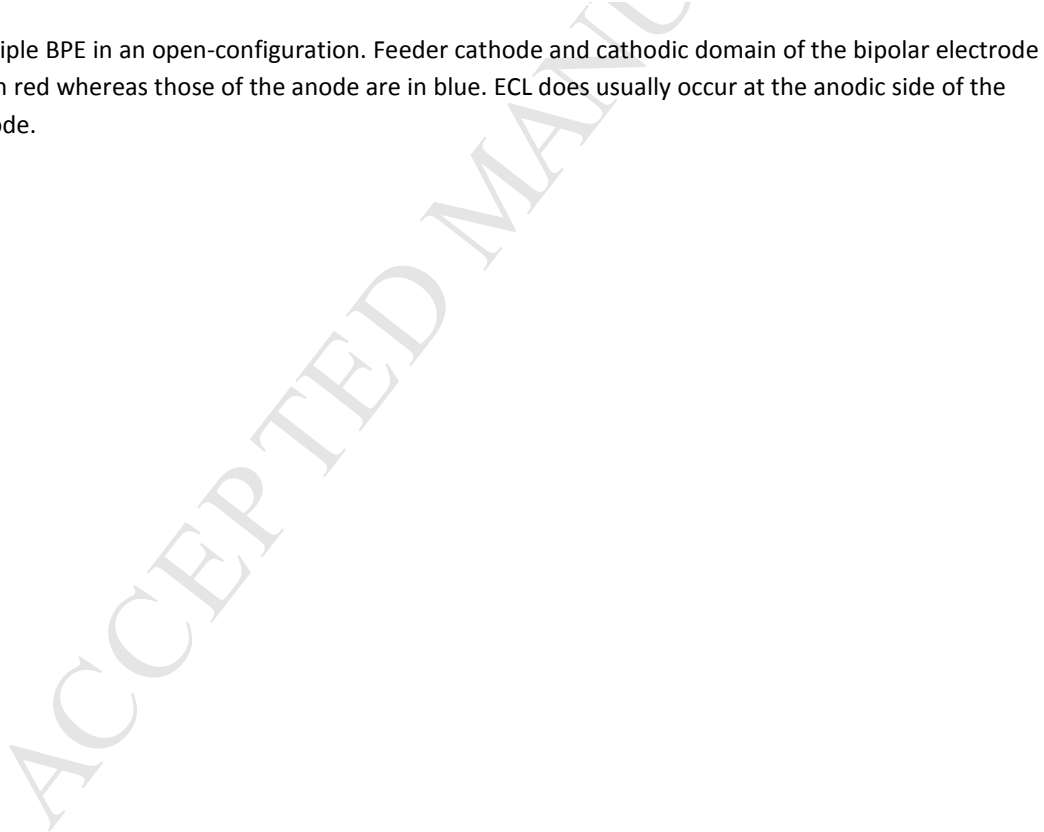 iple BPE in an open-configuration. Feeder cathode and cathodic domain of the bipolar electrode
n red whereas those of the anode are in blue. ECL does usually occur at the anodic side of the
de.
ACCEPTED MANU